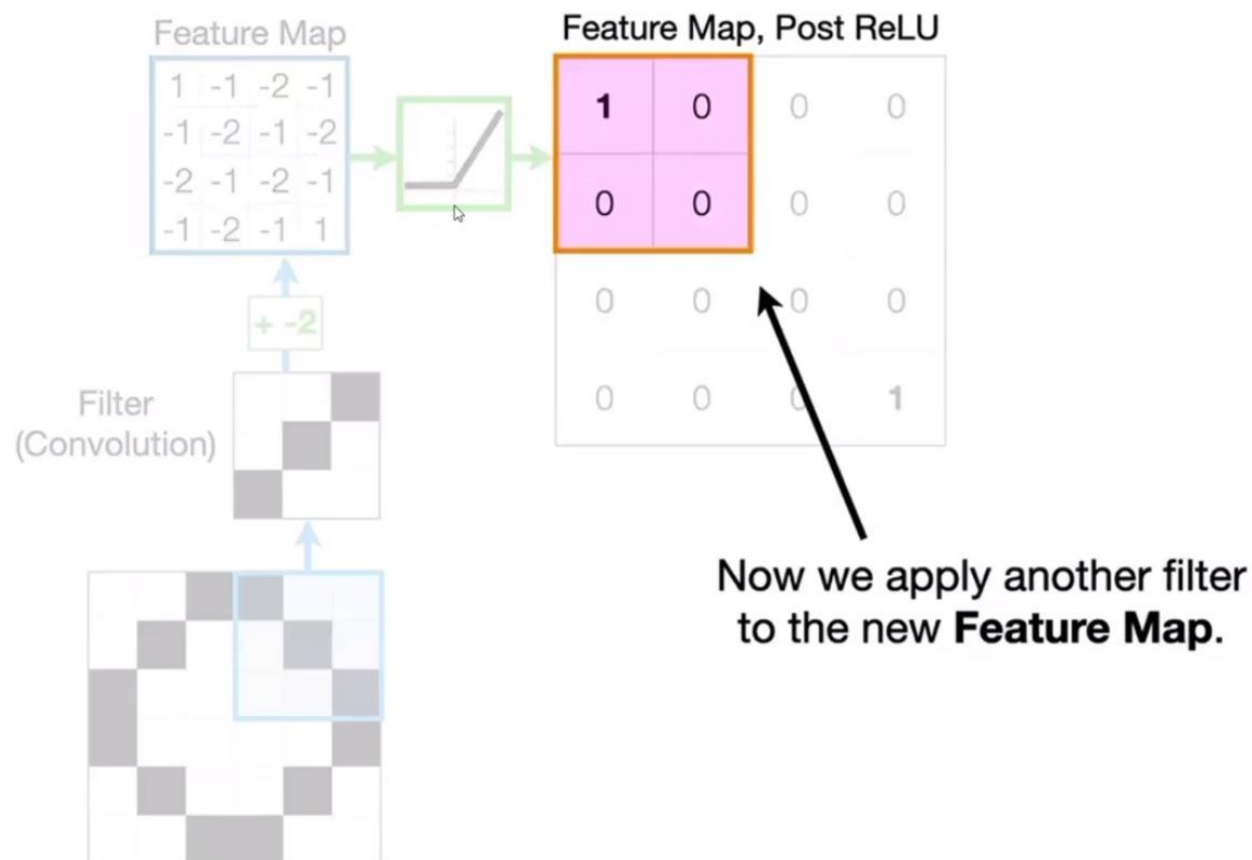 Feature Map
1 -1 -2 -1
-1 -2 -1 -2
-2 -1 -2 -1
-1 -2 -1 1
+ -2
Filter
(Convolution)
Feature Map, Post ReLU
1 0 0 0
0 0 0 0
0 0 0 0
0 0 0 1
Now we apply another filter
to the new Feature Map.